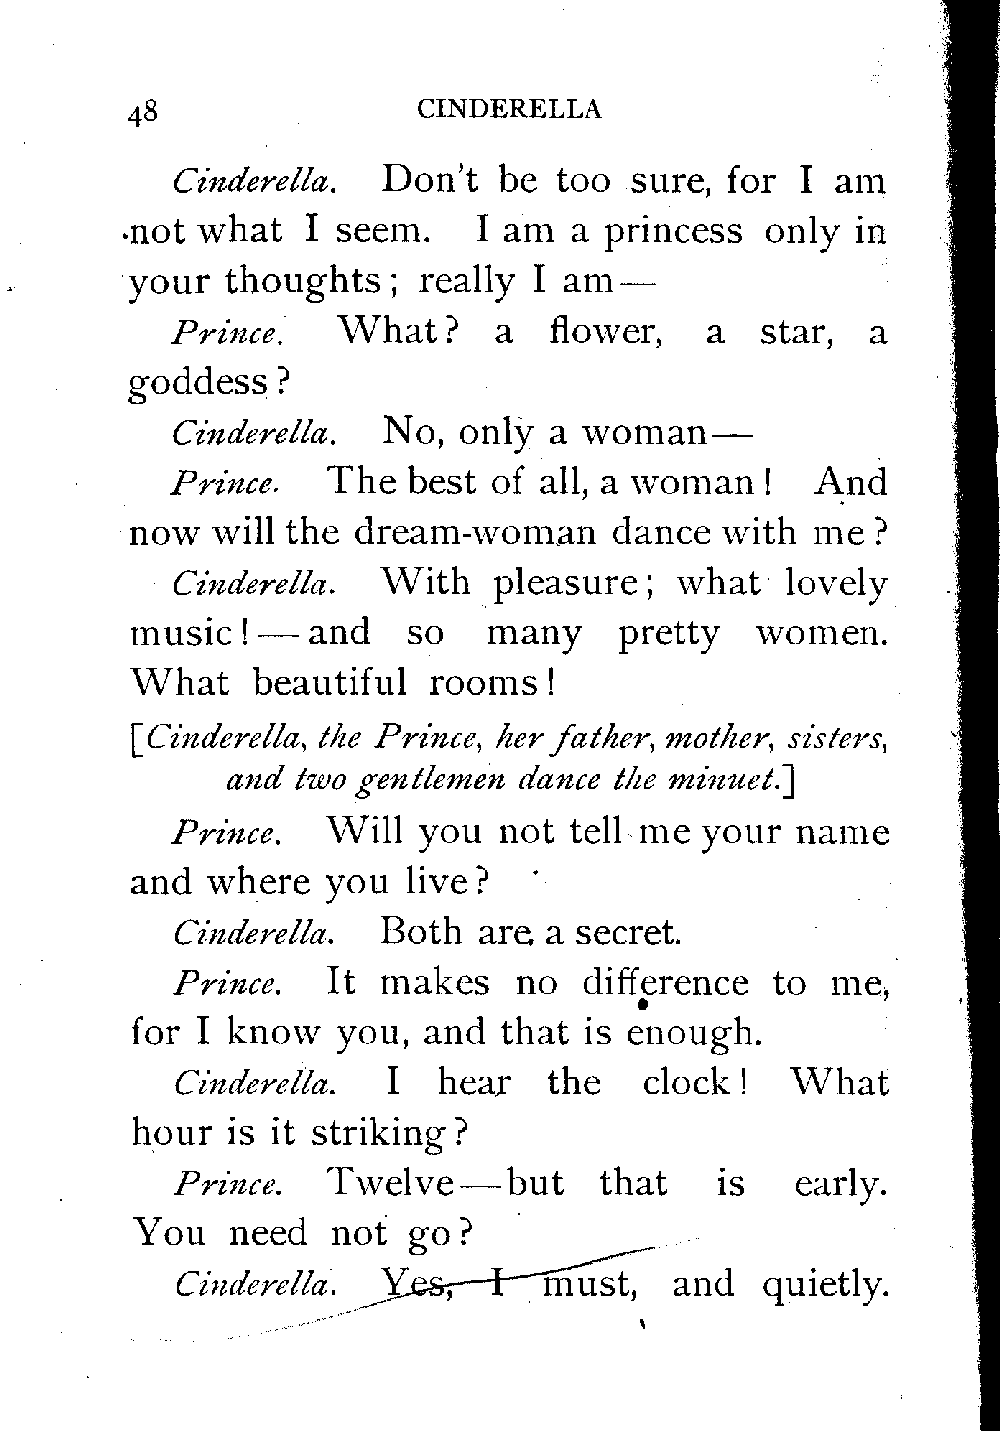 48 CINDERELLA
Cinderella. Don't be too sure, for I am
not what I seem. I am a princess only in
your thoughts; really I am—
Prince. What? a flower, a star, a
goddess?
Cinderella. No, only a woman—
Prince. The best of all, a woman! And
now will the dream-woman dance with me?
Cinderella. With pleasure; what lovely
music!—and so many pretty women.
What beautiful rooms!
[Cinderella, the Prince, her father, mother, sisters,
and two gentlemen dance the minuet.]
Prince. Will you not tell me your name
and where you live?
Cinderella. Both are a secret.
Prince. It makes no difference to me,
for I know you, and that is enough.
Cinderella. I hear the clock! What
hour is it striking?
Prince. Twelve—but that is early.
You need not go?
Cinderella. Yes, I must, and quietly.